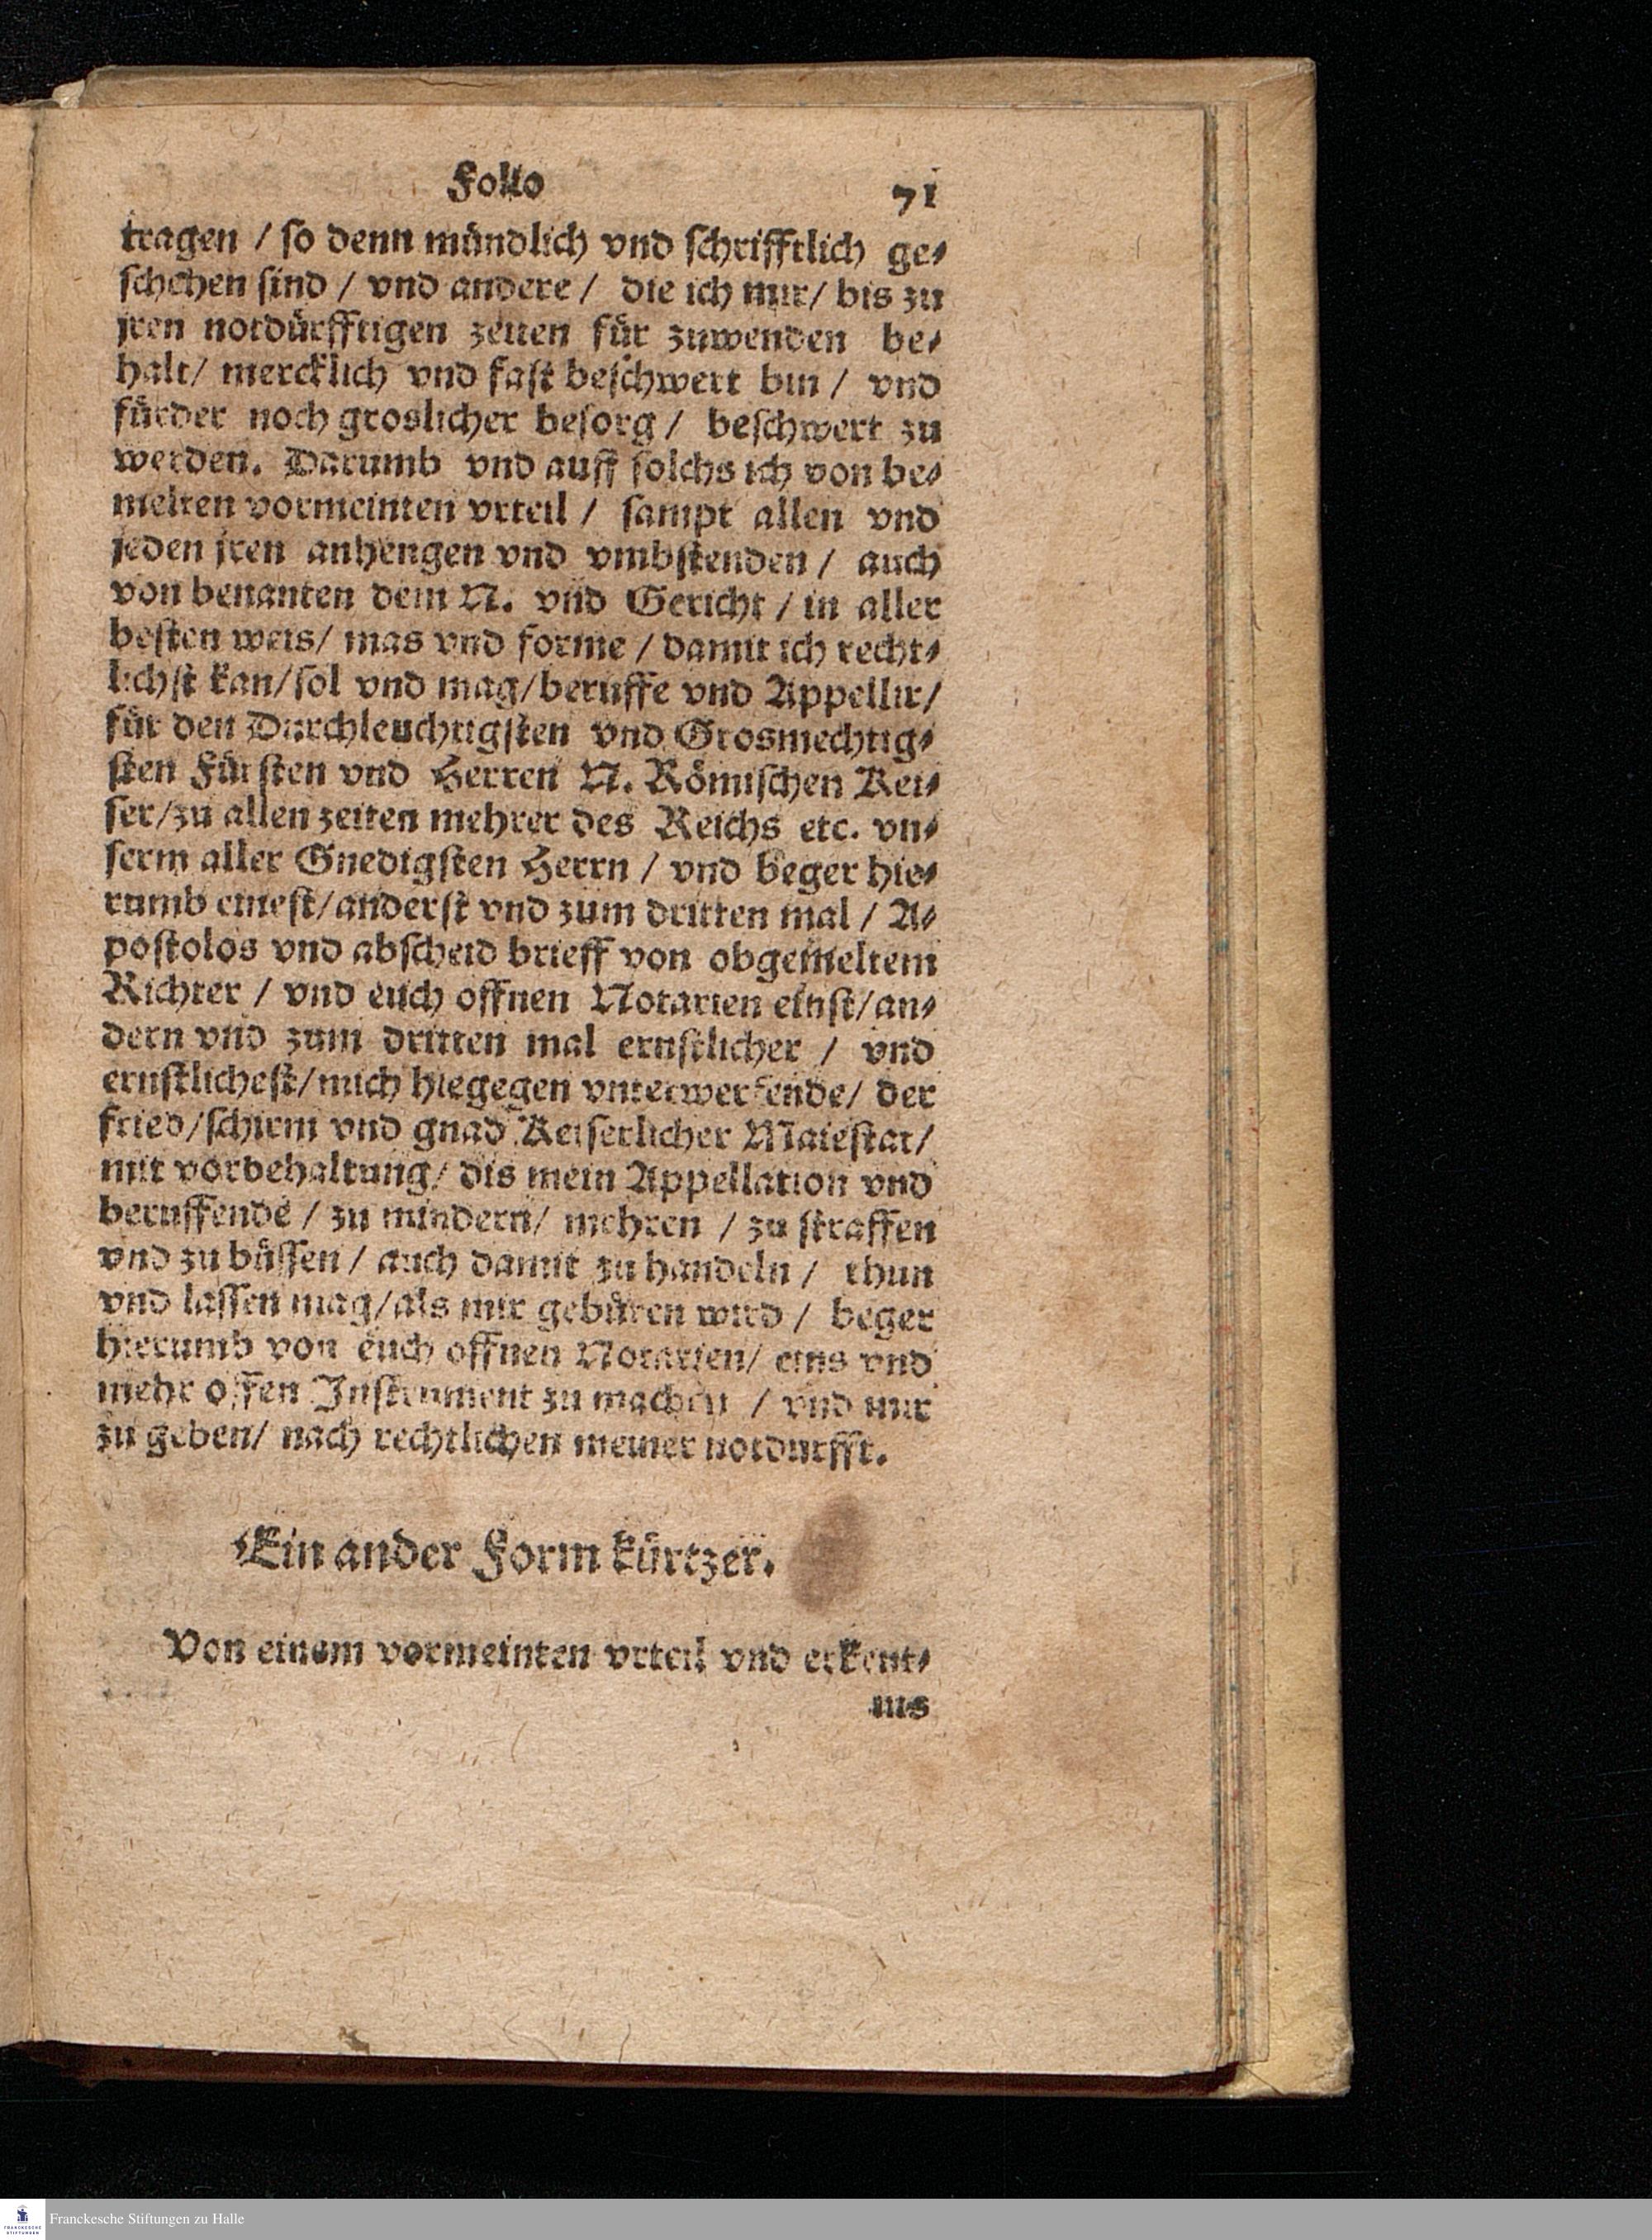 Folio 71
tragen / so denn mündlich vnd schrifftlich ge⸗
schehen sind / vnd andere / die ich mir / bis zu
jren notdürfftigen zeiten für zuwenden be⸗
halt / mercklich vnd fast beschwert bin / vnd
fürder noch groslicher besorg / beschwert zu
werden. Darumb vnd auff solchs ich von be⸗
melten vormeinten vrteil / sampt allen vnd
jeden jren anhengen vnd vmbstenden / auch
von benanten dem N. vnd Gericht / in aller
besten weis / mas vnd forme / damit ich recht⸗
lichst kan / sol vnd mag / beruffe vnd Appellir /
für den Durchleuchtigsten vnd Grosmechtig⸗
sten Fürsten vnd Herren N. Römischen Kei⸗
ser / zu allen zeiten mehrer des Reichs etc. vn⸗
serm aller Gnedigsten Herrn / vnd beger hie⸗
rumb einest / anderst vnd zum dritten mal / A⸗
postolos vnd abscheid brieff von obgemeltem
Richter / vnd euch offnen Notarien einst / an⸗
dern vnd zum dritten mal ernstlicher / vnd
ernstlichest / mich hiegegen vnterwerfende / der
fried / schirm vnd gnad Keiserlicher Maiestat /
mit vorbehaltung / dis mein Appellation vnd
beruffende / zu mindern / mehren / zu straffen
vnd zu büssen / auch damit zu handeln / thun
vnd lassen mag / als mir gebüren wird / beger
hierumb von euch offnen Notarien / eins vnd
mehr offen Instrument zu machen / vnd mir
zu geben / nach rechtlichen meiner notdurfft.
Ein ander Form kürtzer.
Von einem vormeinten vrteil vnd erkent⸗
nis
Franckesche Stiftungen zu Halle